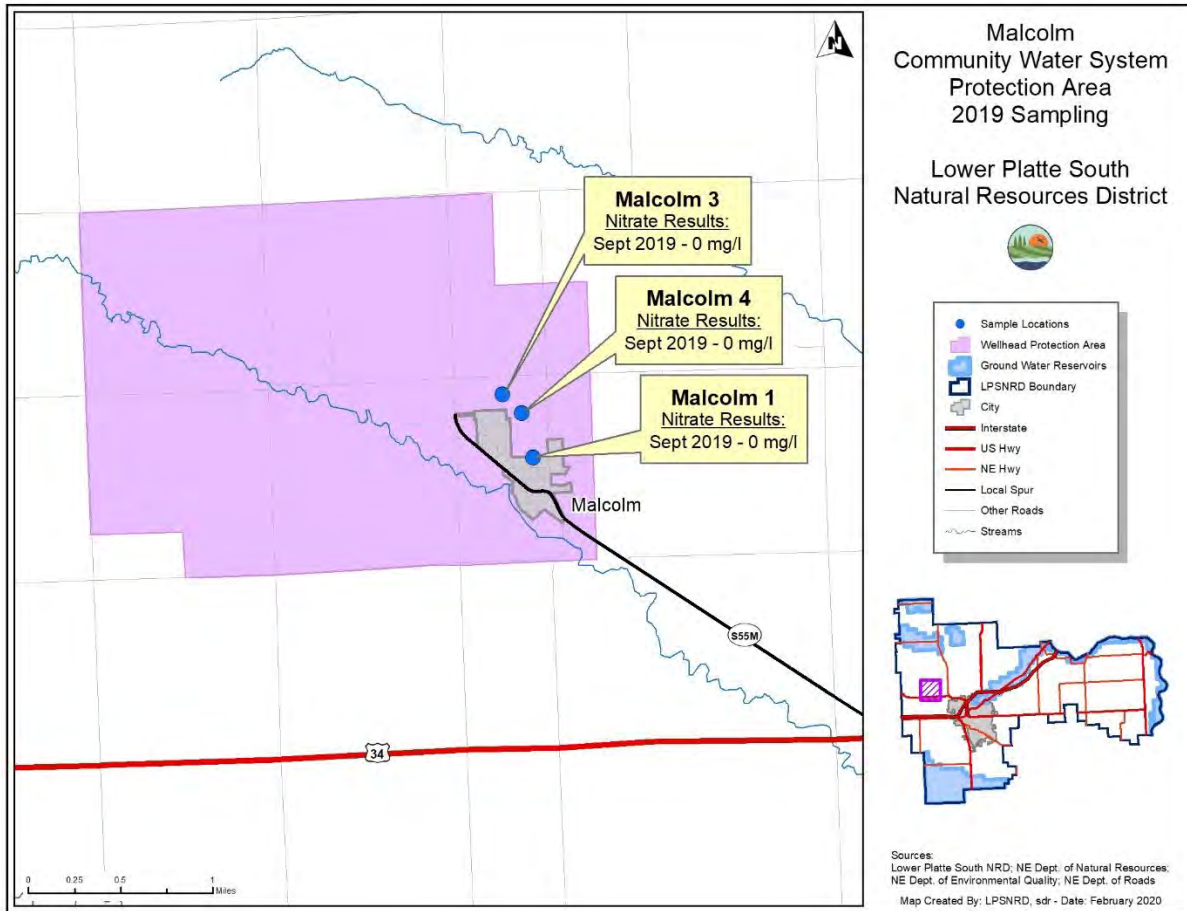 Malcolm
Community Water System
Protection Area
2019 Sampling
Lower Platte South
Natural Resources District
N
Malcolm 3
Nitrate Results:
Sept 2019 - 0 mg/l
Malcolm 4
Nitrate Results:
Sept 2019 - 0 mg/l
Malcolm 1
Nitrate Results:
Sept 2019 - 0 mg/l
Malcolm
S55M
34
Sample Locations
Wellhead Protection Area
Ground Water Reservoirs
LPSNRD Boundary
City
Interstate
US Hwy
NE Hwy
Local Spur
Other Roads
Streams
0 0.25 0.5 1
Miles
Sources:
Lower Platte South NRD; NE Dept. of Natural Resources;
NE Dept. of Environmental Quality; NE Dept. of Roads
Map Created By: LPSNRD, sdr - Date: February 2020